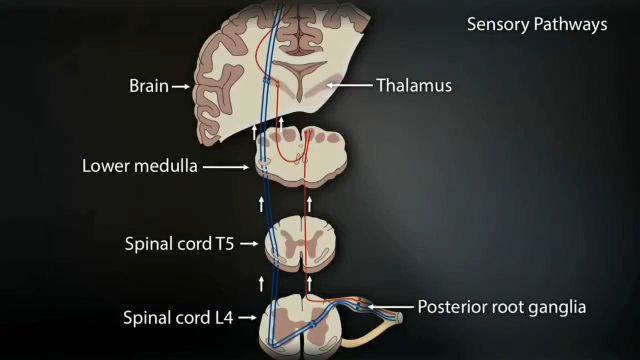 Sensory Pathways
Brain
Thalamus
Lower medulla
Spinal cord T5
Posterior root ganglia
Spinal cord L4